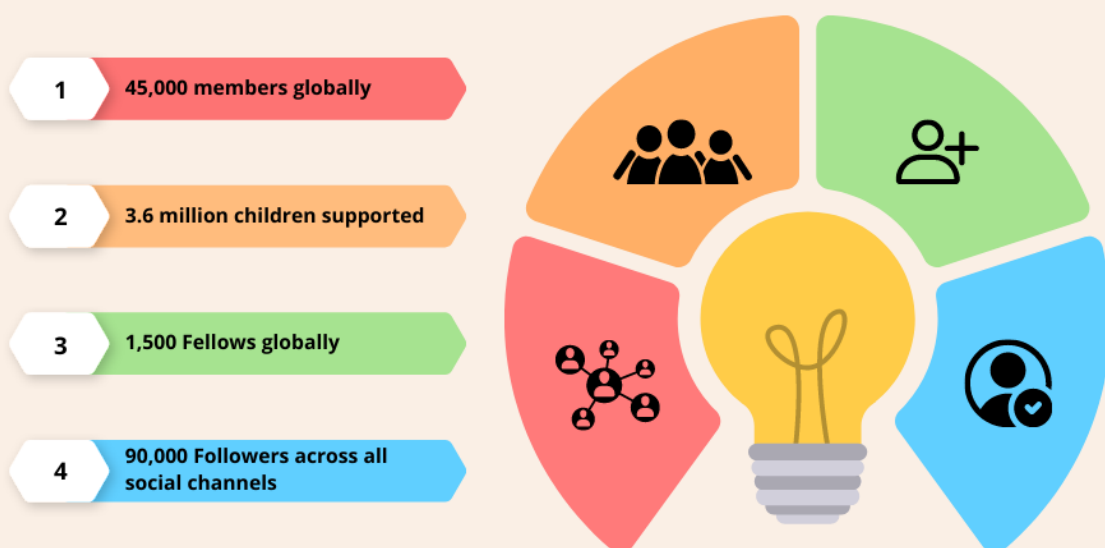 1
45,000 members globally
2
3.6 million children supported
3
1,500 Fellows globally
4
90,000 Followers across all
social channels